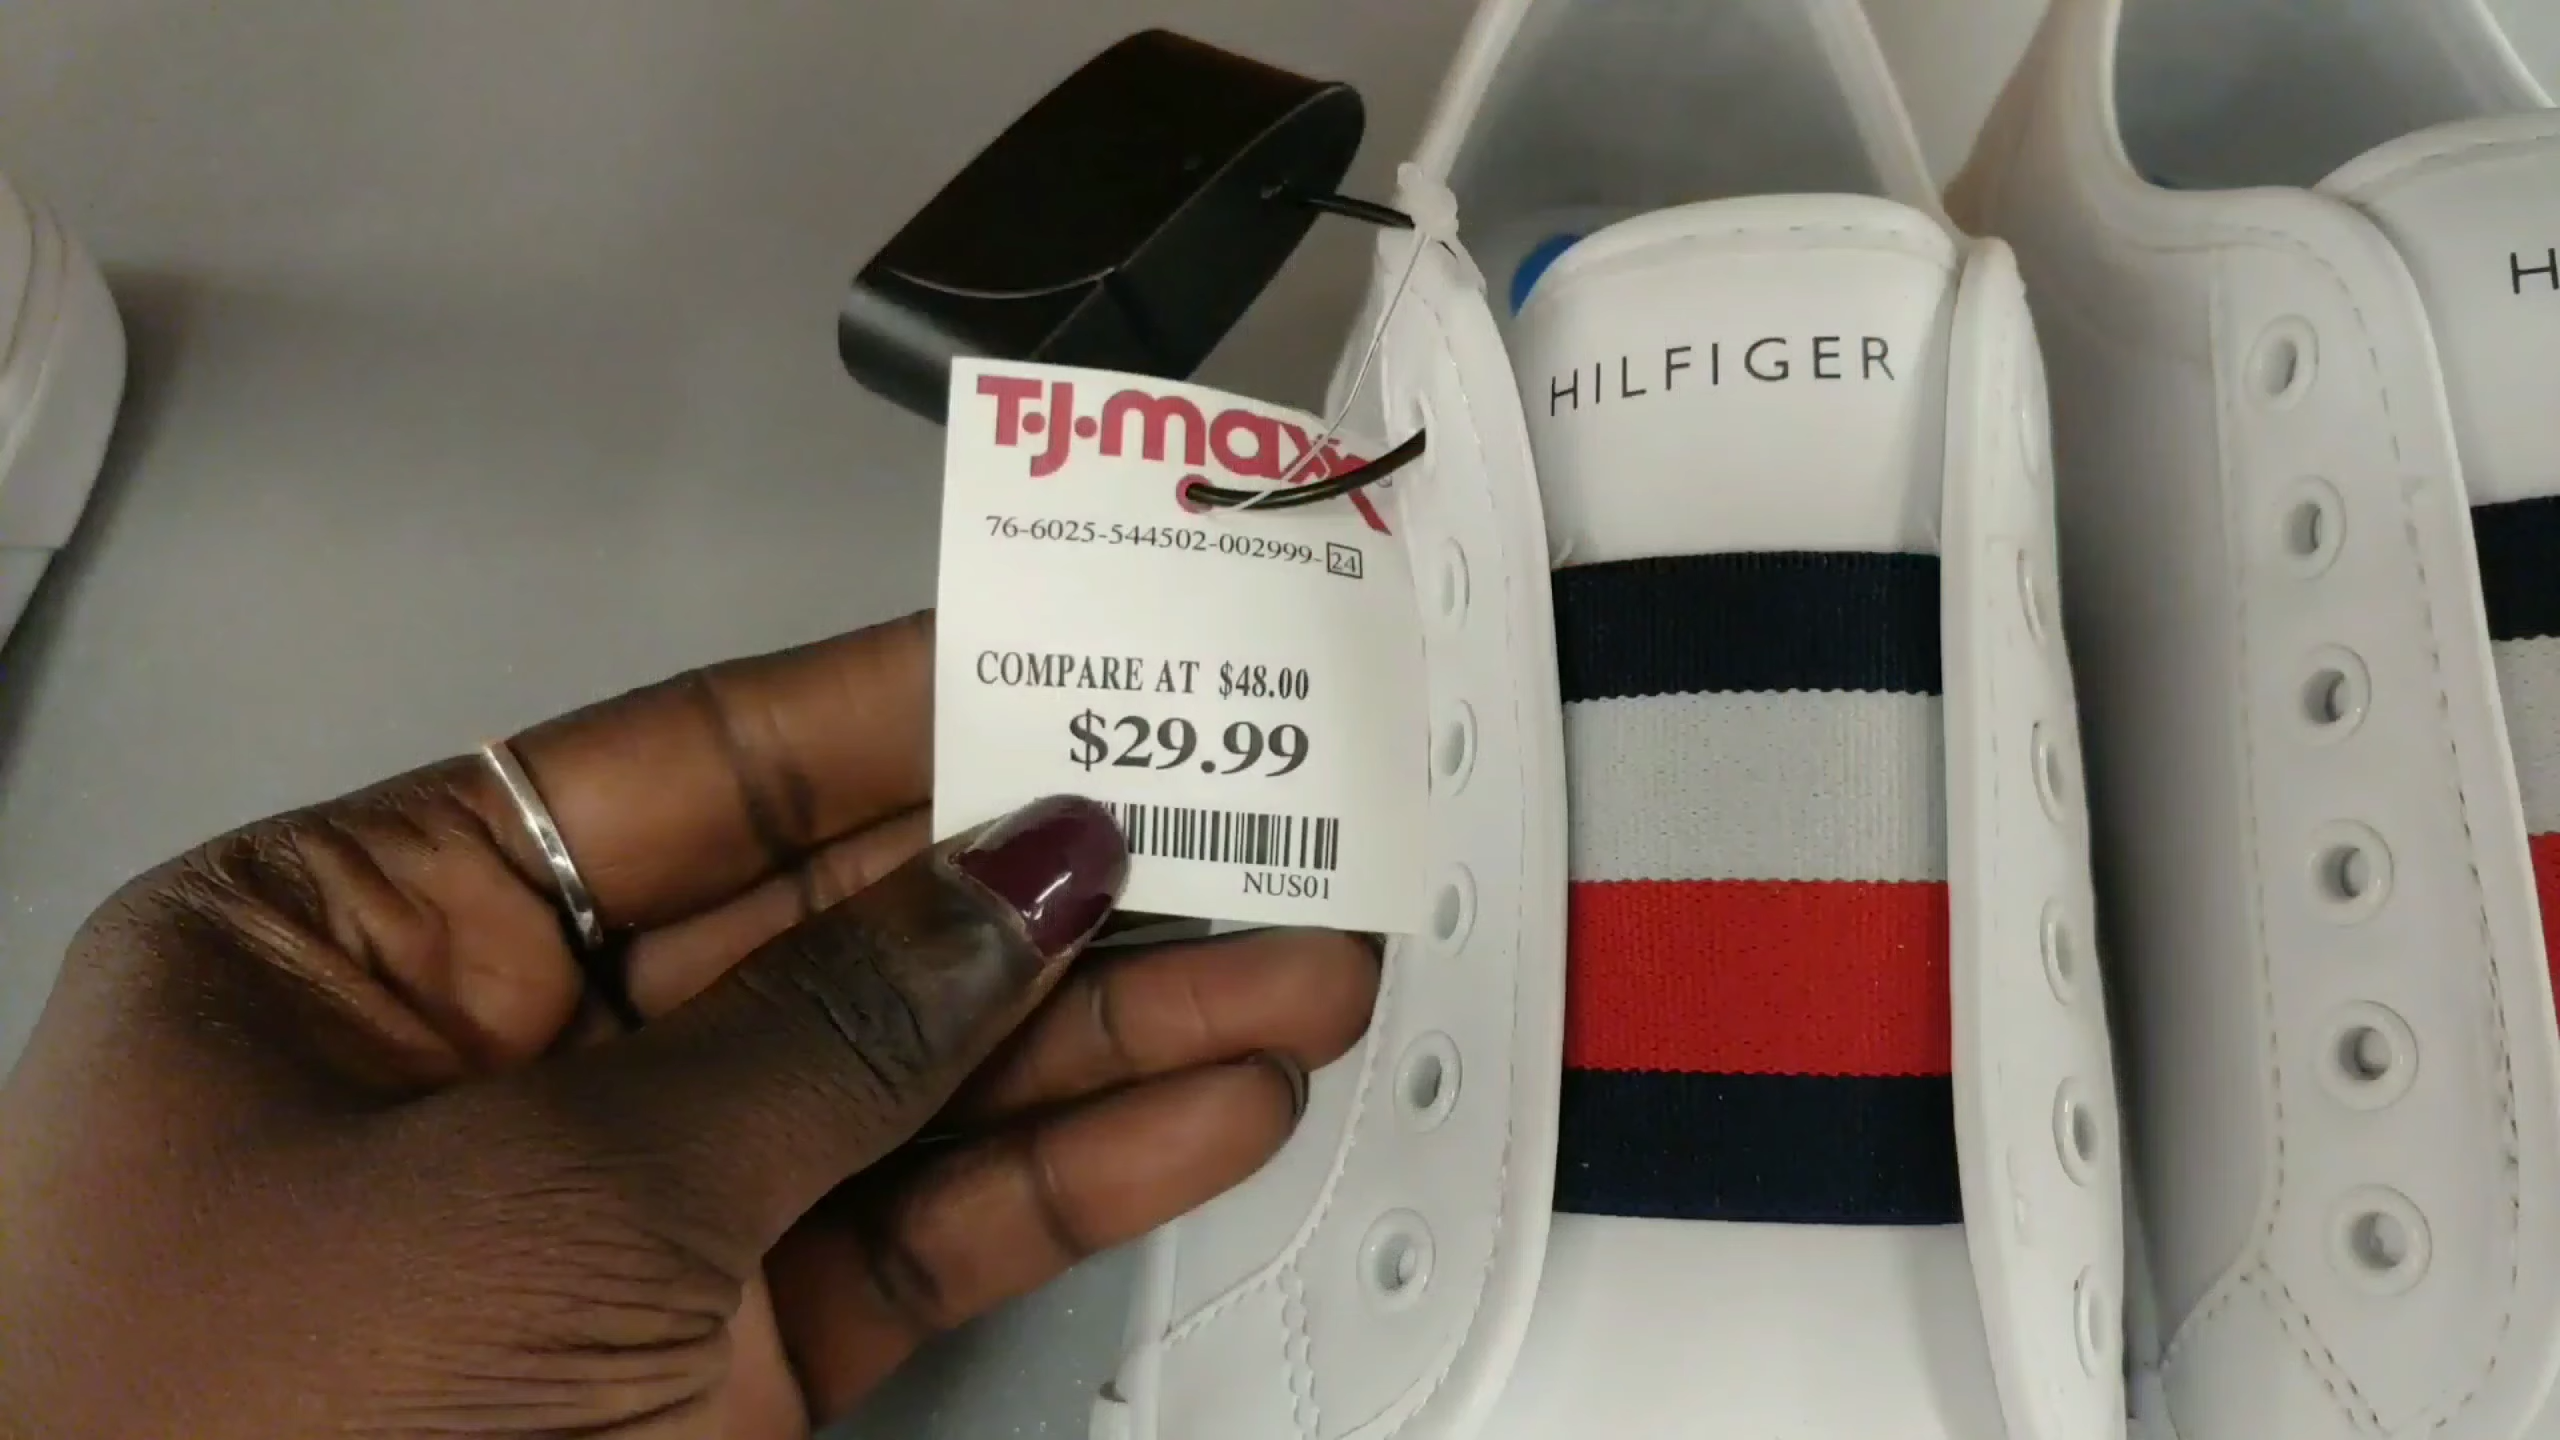 T·J·maxx
76-6025-544502-002999-24
COMPARE AT $48.00
$29.99
NUS01
HILFIGER
H